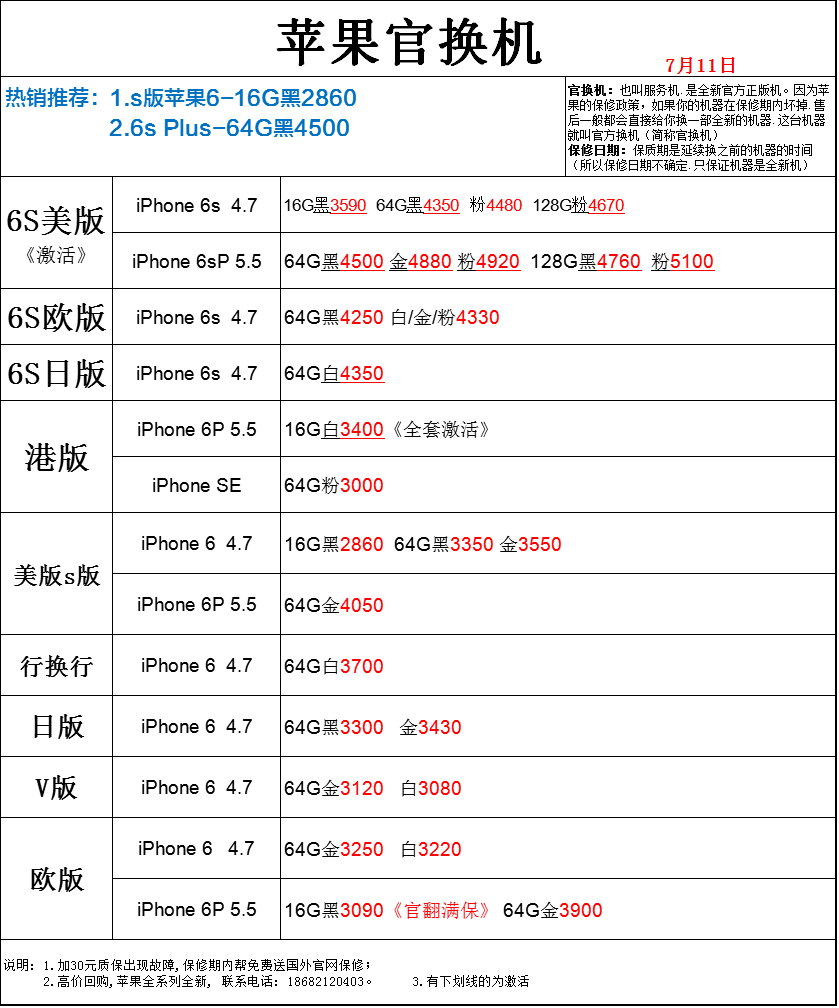 苹果官换机
7月11日
热销推荐：1.s版苹果6-16G黑2860
2.6s Plus-64G黑4500
官换机：也叫服务机.是全新官方正版机。因为苹
果的保修政策，如果你的机器在保修期内坏掉.售
后一般都会直接给你换一部全新的机器.这台机器
就叫官方换机（简称官换机）
保修日期：保质期是延续换之前的机器的时间
（所以保修日期不确定.只保证机器是全新机）
6S美版
《激活》
iPhone 6s 4.7
16G黑3590 64G黑4350 粉4480 128G粉4670
iPhone 6sP 5.5
64G黑4500 金4880 粉4920 128G黑4760 粉5100
6S欧版
iPhone 6s 4.7
64G黑4250 白/金/粉4330
6S日版
iPhone 6s 4.7
64G白4350
港版
iPhone 6P 5.5
16G白3400《全套激活》
iPhone SE
64G粉3000
美版s版
iPhone 6 4.7
16G黑2860 64G黑3350 金3550
iPhone 6P 5.5
64G金4050
行换行
iPhone 6 4.7
64G白3700
日版
iPhone 6 4.7
64G黑3300 金3430
V版
iPhone 6 4.7
64G金3120 白3080
欧版
iPhone 6 4.7
64G金3250 白3220
iPhone 6P 5.5
16G黑3090《官翻满保》 64G金3900
说明：1.加30元质保出现故障,保修期内帮免费送国外官网保修；
2.高价回购,苹果全系列全新, 联系电话：18682120403。 3.有下划线的为激活